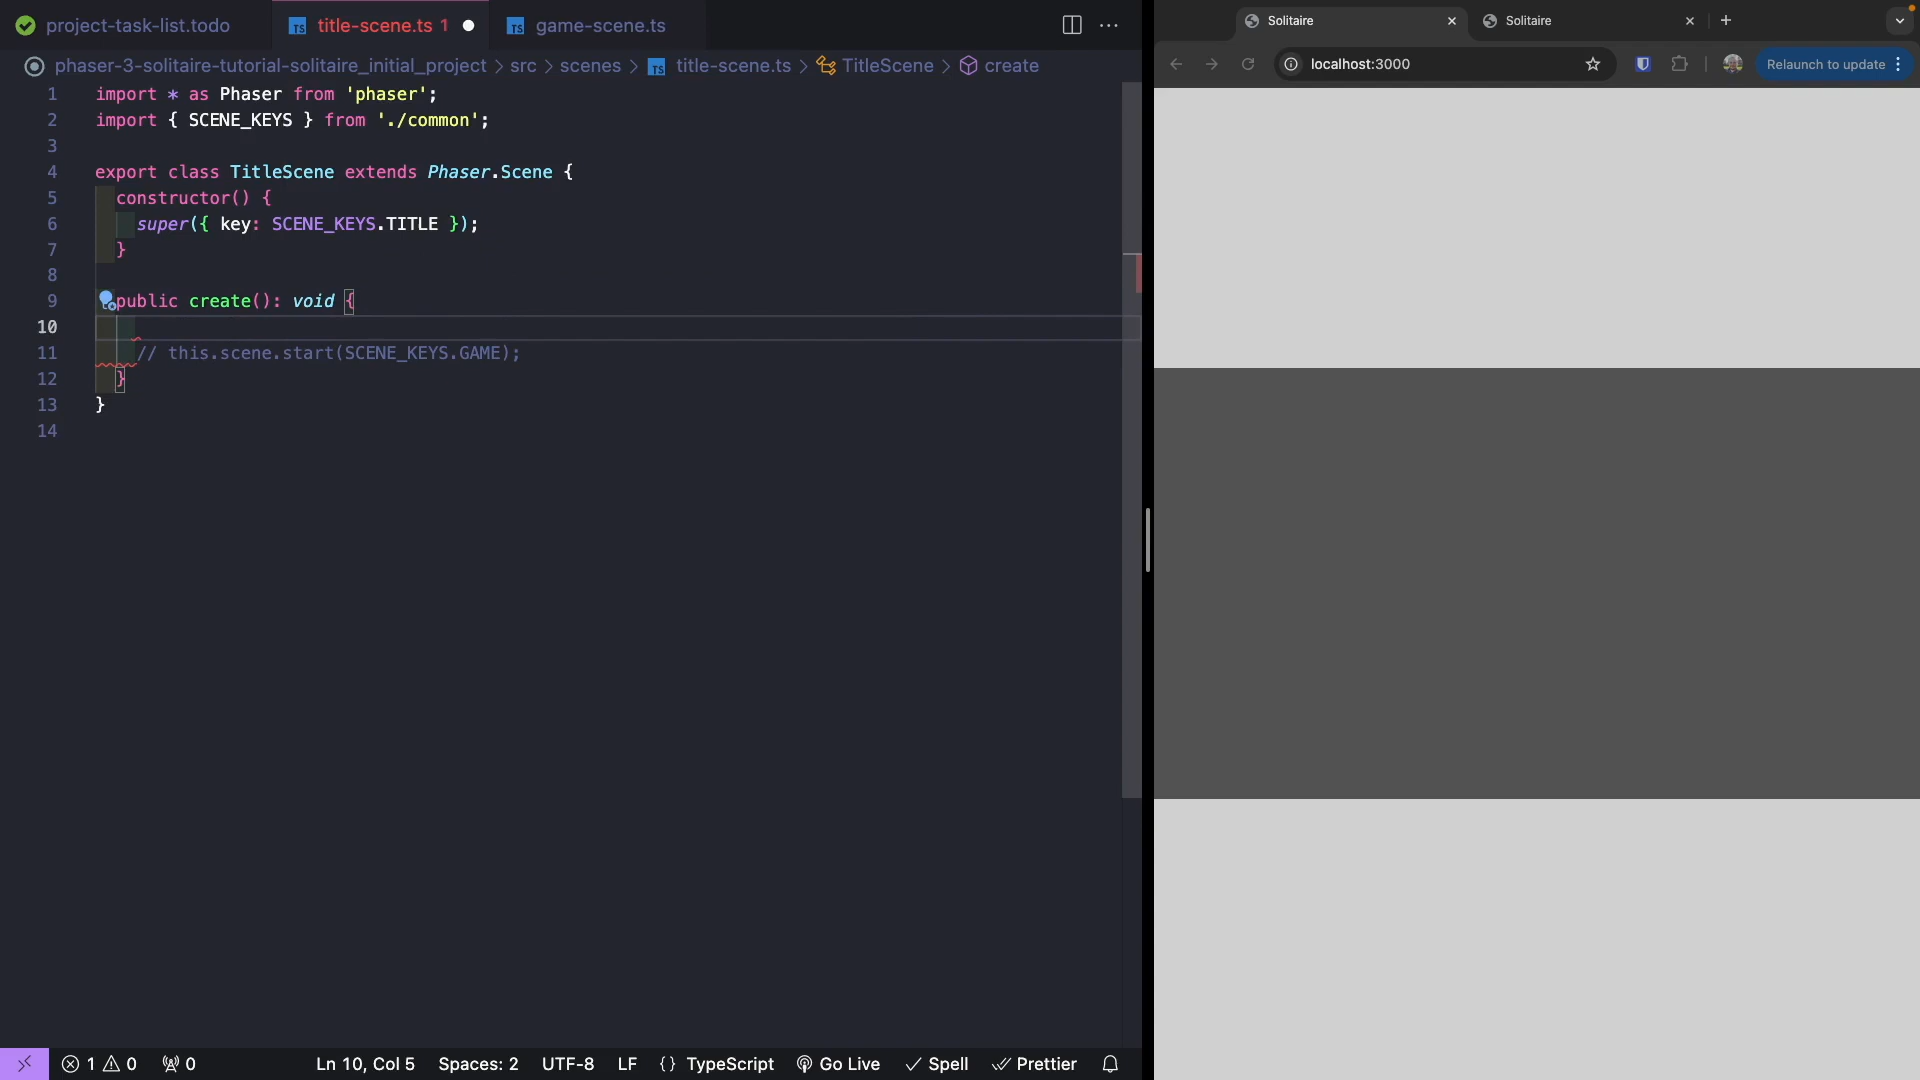 project-task-list.todo
title-scene.ts 1
game-scene.ts
phaser-3-solitaire-tutorial-solitaire_initial_project > src > scenes > title-scene.ts > TitleScene > create
1 import * as Phaser from 'phaser';
2 import { SCENE_KEYS } from './common';
3
4 export class TitleScene extends Phaser.Scene {
5 constructor() {
6 super({ key: SCENE_KEYS.TITLE });
7 }
8
9 public create(): void {
10
11 // this.scene.start(SCENE_KEYS.GAME);
12 }
13 }
14
1 0 0 Ln 10, Col 5 Spaces: 2 UTF-8 LF {} TypeScript Go Live Spell Prettier
Solitaire
Solitaire
localhost:3000
Relaunch to update